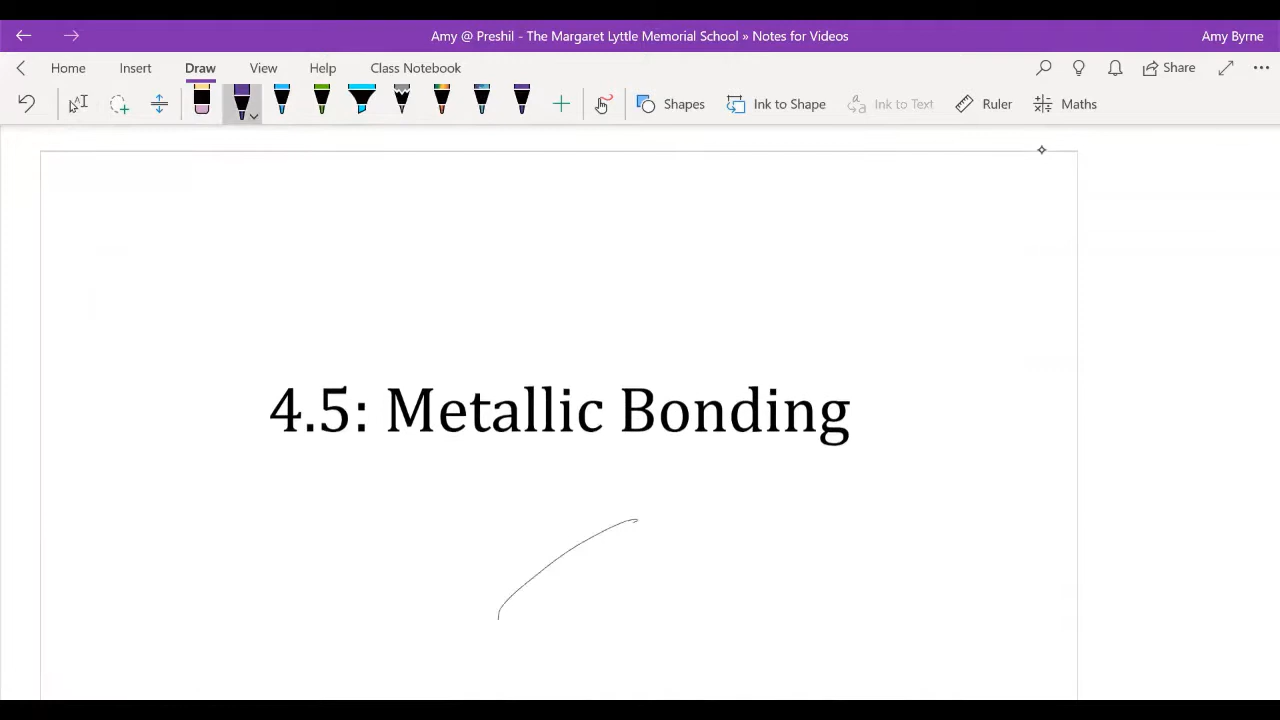 Amy @ Preshil - The Margaret Lyttle Memorial School » Notes for Videos
Amy Byrne
Home Insert Draw View Help Class Notebook
Share
Shapes Ink to Shape Ink to Text Ruler Maths
4.5: Metallic Bonding